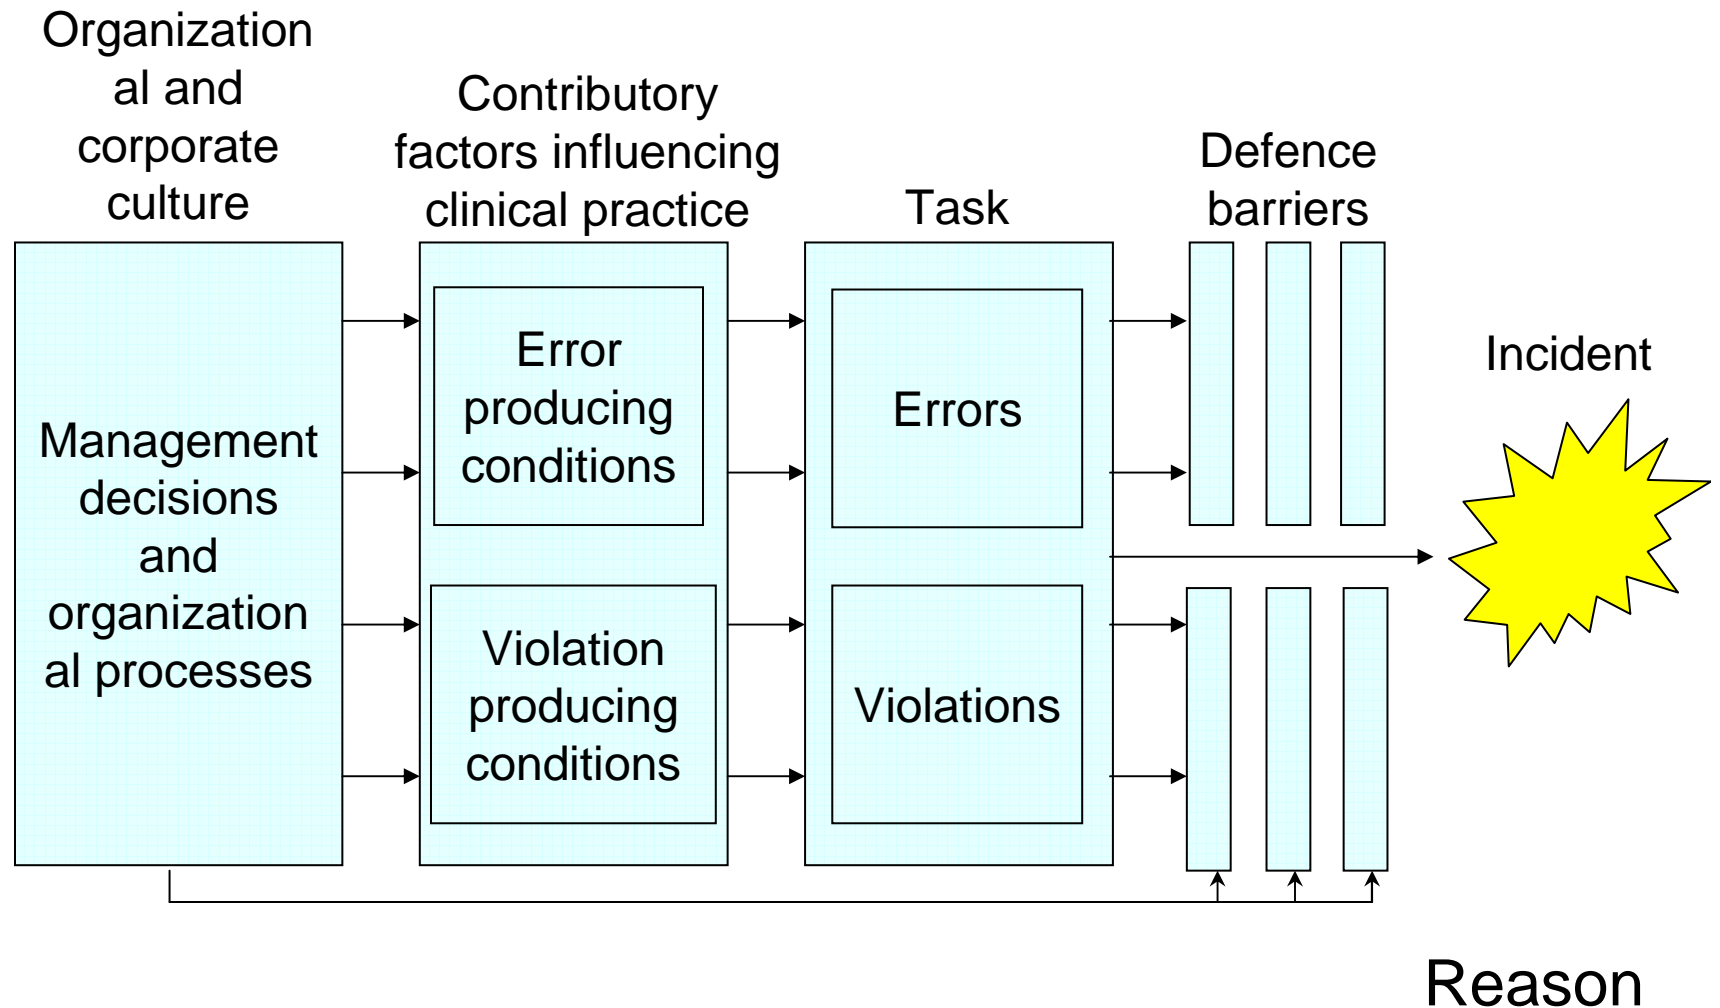 Organization
al and
corporate
culture
Contributory
factors influencing
clinical practice
Task
Defence
barriers
Management
decisions
and
organization
al processes
Error
producing
conditions
Violation
producing
conditions
Errors
Violations
Incident
Reason